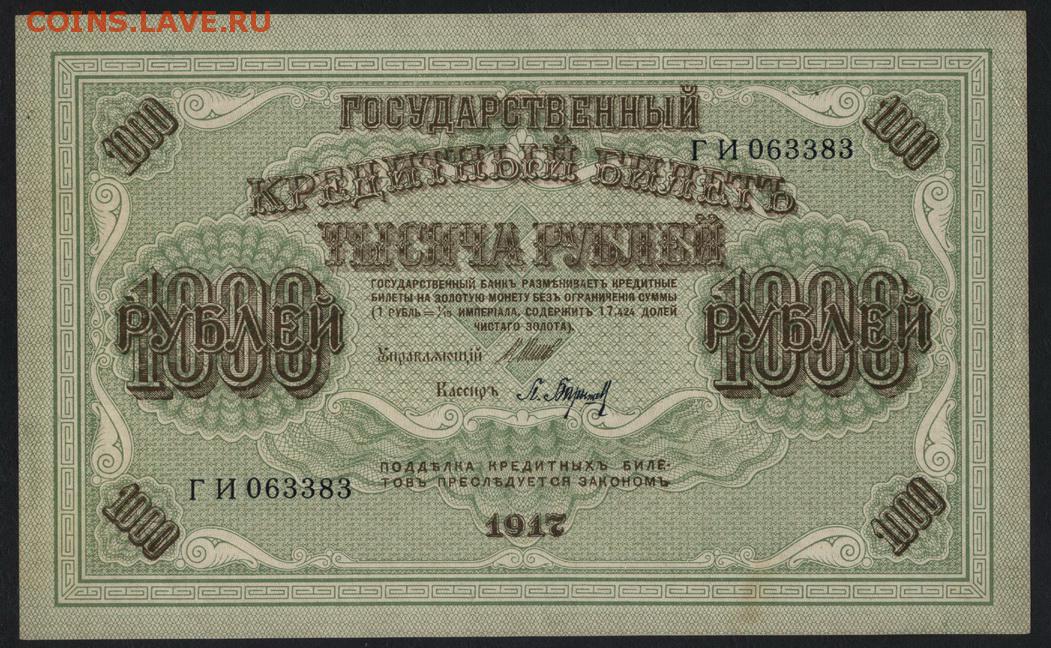 COINS.LAVE.RU
1000
1000
ГОСУДАРСТВЕННЫЙ
ГИ 063383
КРЕДИТНЫЙ БИЛЕТЪ
ТЫСЯЧА РУБЛЕЙ
ГОСУДАРСТВЕННЫЙ БАНКЪ РАЗМѢНИВАЕТЪ КРЕДИТНЫЕ
БИЛЕТЫ НА ЗОЛОТУЮ МОНЕТУ БЕЗЪ ОГРАНИЧЕНІЯ СУММЫ
(1 РУБЛЬ = 1/15 ИМПЕРІАЛА, СОДЕРЖИТЪ 17,424 ДОЛЕЙ
ЧИСТАГО ЗОЛОТА).
1000 РУБЛЕЙ
1000 РУБЛЕЙ
Управляющій
Кассиръ
ПОДДѢЛКА КРЕДИТНЫХЪ БИЛЕ-
ТОВЪ ПРЕСЛѢДУЕТСЯ ЗАКОНОМЪ
ГИ 063383
1917
1000
1000